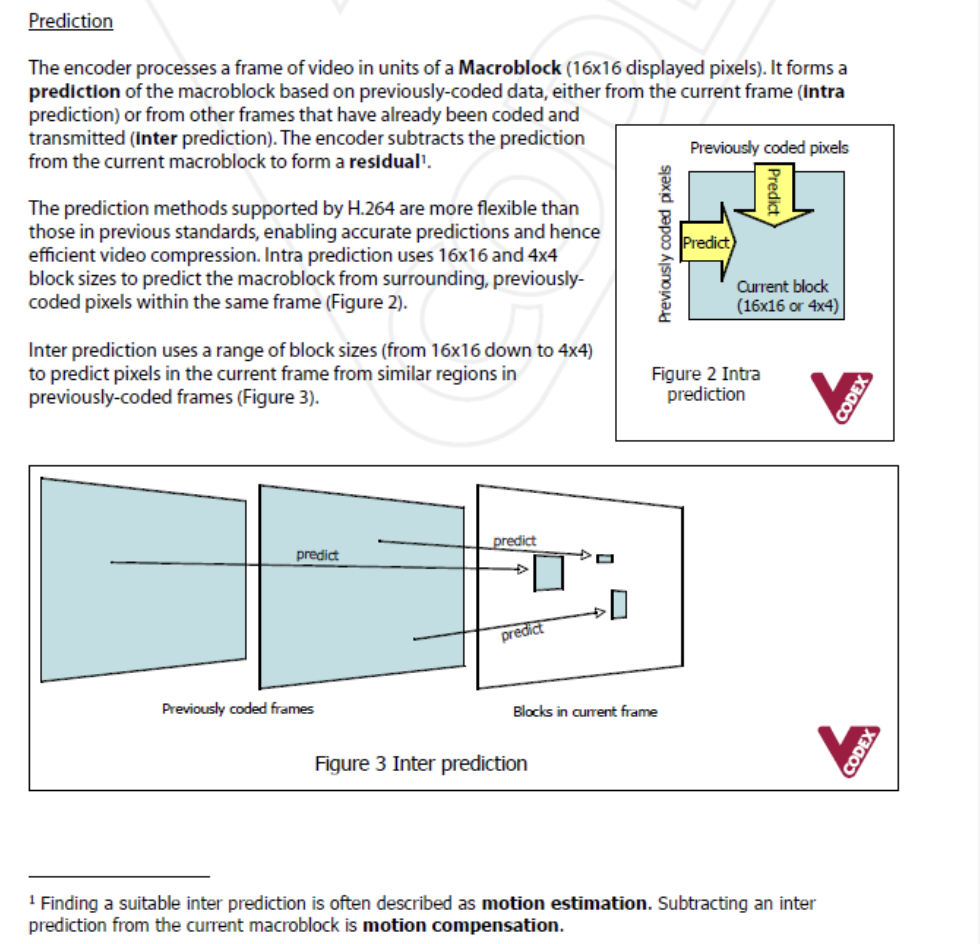 Prediction
The encoder processes a frame of video in units of a Macroblock (16x16 displayed pixels). It forms a
prediction of the macroblock based on previously-coded data, either from the current frame (intra
prediction) or from other frames that have already been coded and
transmitted (inter prediction). The encoder subtracts the prediction
from the current macroblock to form a residual¹.
The prediction methods supported by H.264 are more flexible than
those in previous standards, enabling accurate predictions and hence
efficient video compression. Intra prediction uses 16x16 and 4x4
block sizes to predict the macroblock from surrounding, previously-
coded pixels within the same frame (Figure 2).
Inter prediction uses a range of block sizes (from 16x16 down to 4x4)
to predict pixels in the current frame from similar regions in
previously-coded frames (Figure 3).
Previously coded pixels
Previously coded pixels
Predict
Predict
Current block
(16x16 or 4x4)
Figure 2 Intra
prediction
VCODEX
predict
predict
predict
Previously coded frames
Blocks in current frame
Figure 3 Inter prediction
VCODEX
¹ Finding a suitable inter prediction is often described as motion estimation. Subtracting an inter
prediction from the current macroblock is motion compensation.